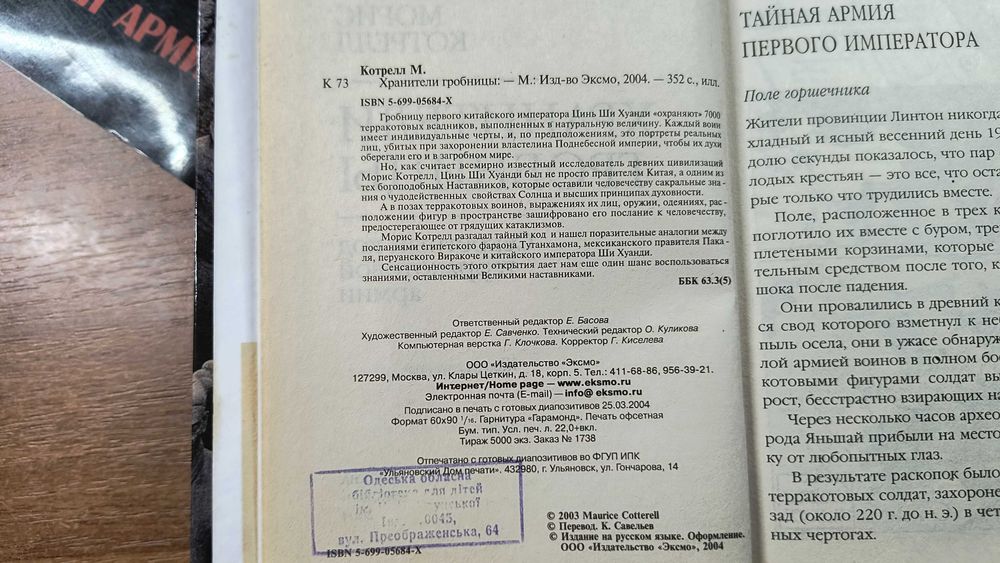 Й АРМИ
МОРИС
КОТРЕЛЛ
Котрелл М.
К 73 Хранители гробницы: — М.: Изд-во Эксмо, 2004. — 352 с., илл.
ISBN 5-699-05684-X
Гробницу первого китайского императора Цинь Ши Хуанди «охраняют» 7000
терракотовых всадников, выполненных в натуральную величину. Каждый воин
имеет индивидуальные черты, и, по предположениям, это портреты реальных
лиц, убитых при захоронении властелина Поднебесной империи, чтобы их духи
оберегали его и в загробном мире.
Но, как считает всемирно известный исследователь древних цивилизаций
Морис Котрелл, Цинь Ши Хуанди был не просто правителем Китая, а одним из
тех богоподобных Наставников, которые оставили человечеству сакральные зна-
ния о чудодейственных свойствах Солнца и высших принципах духовности.
А в позах терракотовых воинов, выражениях их лиц, оружии, одеяниях, рас-
положении фигур в пространстве зашифровано его послание к человечеству,
предостерегающее от грядущих катаклизмов.
Морис Котрелл разгадал тайный код и нашел поразительные аналогии между
посланиями египетского фараона Тутанхамона, мексиканского правителя Пака-
ля, перуанского Виракоче и китайского императора Ши Хуанди.
Сенсационность этого открытия дает нам еще один шанс воспользоваться
знаниями, оставленными Великими наставниками.
ББК 63.3(5)
Ответственный редактор Е. Басова
Художественный редактор Е. Савченко. Технический редактор О. Куликова
Компьютерная верстка Г. Клочкова. Корректор Г. Киселева
ООО «Издательство «Эксмо»
127299, Москва, ул. Клары Цеткин, д. 18, корп. 5. Тел.: 411-68-86, 956-39-21.
Интернет/Home page — www.eksmo.ru
Электронная почта (E-mail) — info@ eksmo.ru
Подписано в печать с готовых диапозитивов 25.03.2004
Формат 60х90 1/16. Гарнитура «Гарамонд». Печать офсетная
Бум. тип. Усл. печ. л. 22,0+вкл.
Тираж 5000 экз. Заказ № 1738
Отпечатано с готовых диапозитивов во ФГУП ИПК
«Ульяновский Дом печати». 432980, г. Ульяновск, ул. Гончарова, 14
Одеська обласна
бібліотека для дітей
вул. Преображенська, 64
ISBN 5-699-05684-X
© 2003 Maurice Cotterell
© Перевод. К. Савельев
© Издание на русском языке. Оформление.
ООО «Издательство «Эксмо», 2004
ТАЙНАЯ АРМИЯ
ПЕРВОГО ИМПЕРАТОРА
Поле горшечника
Жители провинции Линтон никогда
хладный и ясный весенний день 19
долю секунды показалось, что пар
лодых крестьян — это все, что оста
рые только что трудились вместе.
Поле, расположенное в трех к
поглотило их вместе с буром, тре
плетеными корзинами, которые
тельным средством после того, к
шока после падения.
Они провалились в древний к
ся свод которого взметнул к неб
пыль осела, они в ужасе обнаруж
лой армией воинов в полном бо
котовыми фигурами солдат вы
рост, бесстрастно взирающих на
Через несколько часов архео
рода Яньшай прибыли на место
ку от любопытных глаз.
В результате раскопок было
терракотовых солдат, захороне
зад (около 220 г. до н. э.) в чет
ных чертогах.